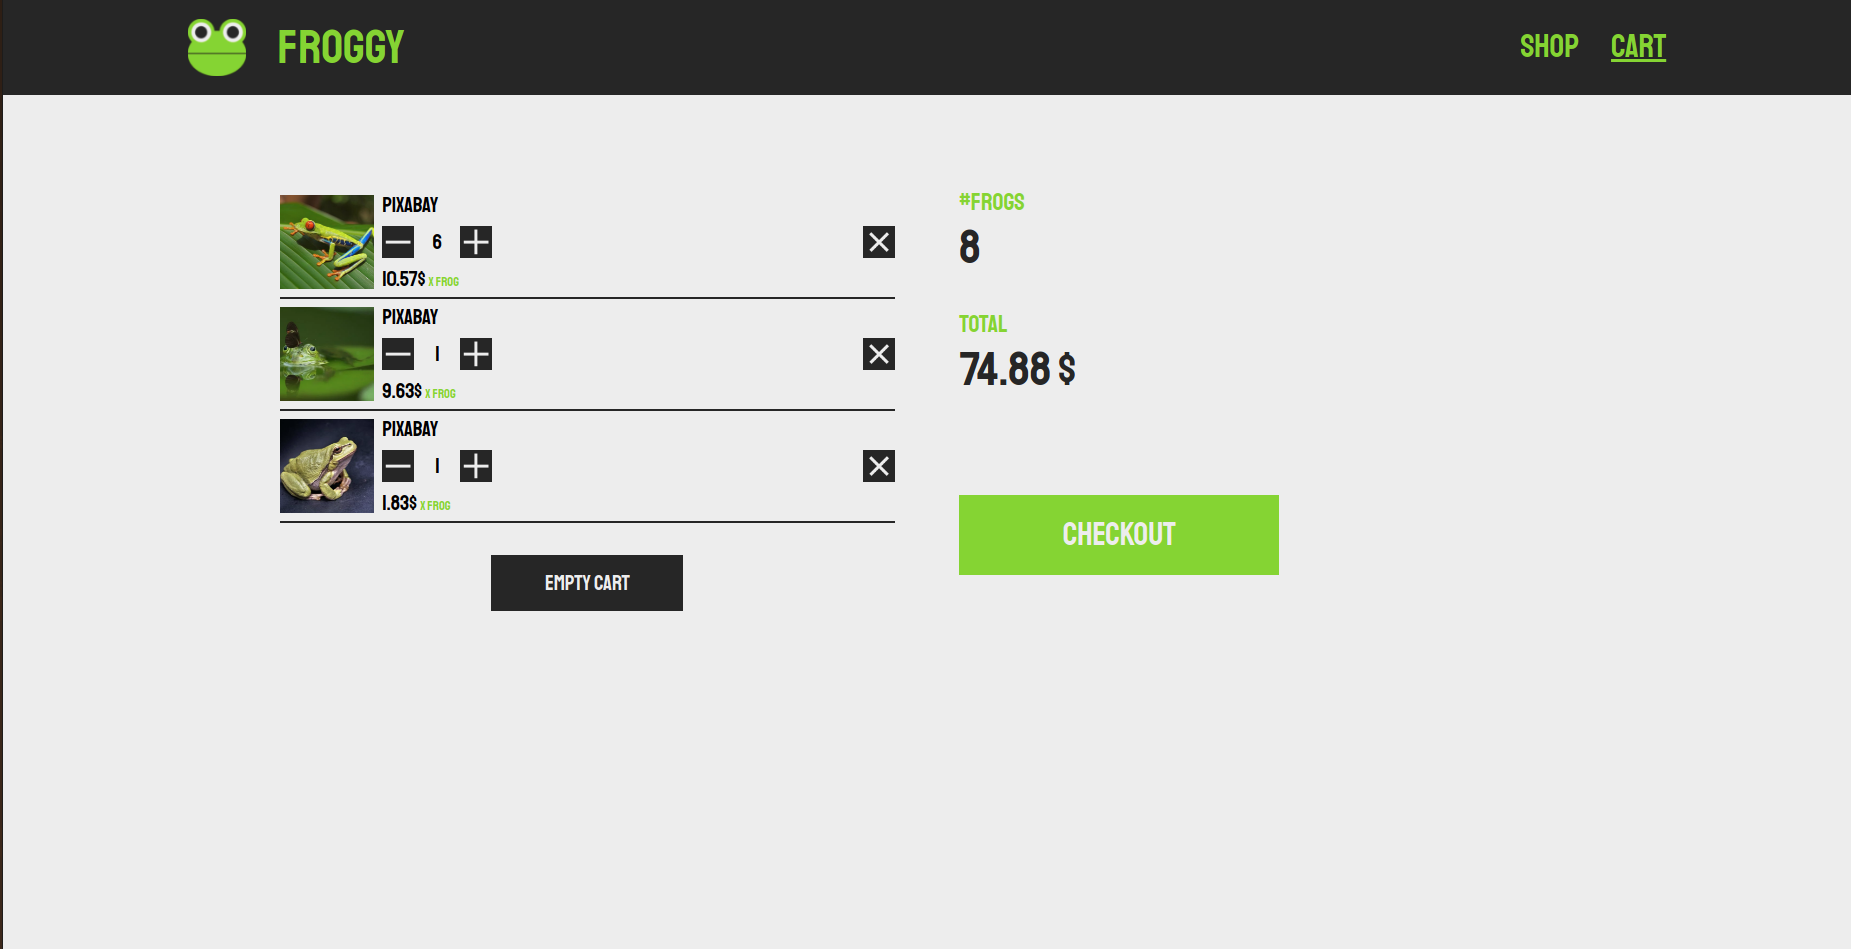 FROGGY
SHOP CART
PIXABAY
6
10.57$ X FROG
PIXABAY
1
9.63$ X FROG
PIXABAY
1
1.83$ X FROG
EMPTY CART
#FROGS
8
TOTAL
74.88 $
CHECKOUT